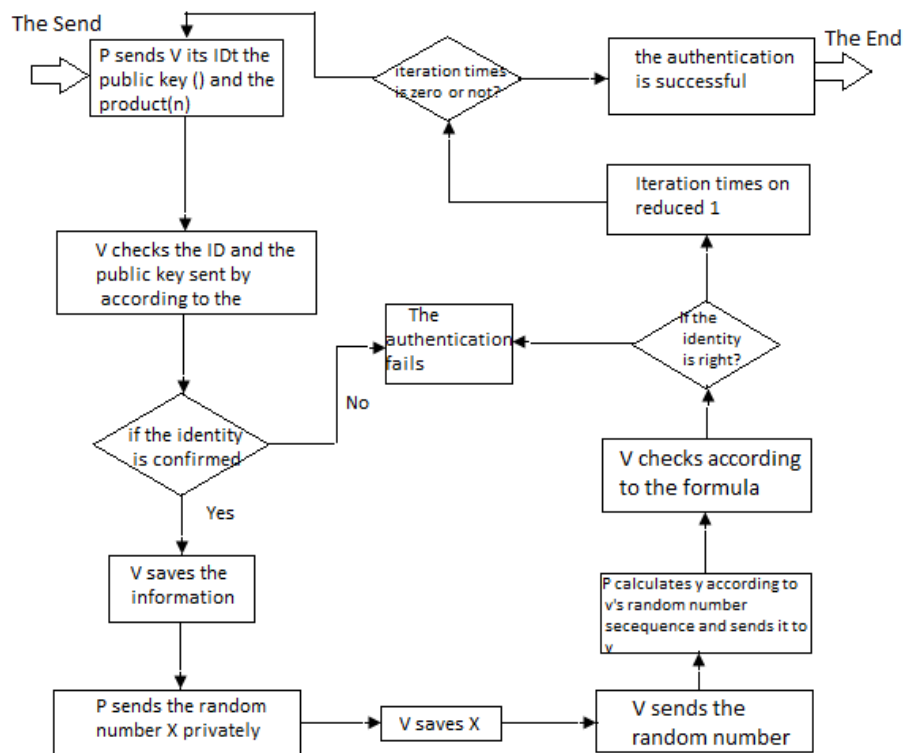 The Send
P sends V its IDt the
public key () and the
product(n)
iteration times
is zero or not?
the authentication
is successful
The End
Iteration times on
reduced 1
V checks the ID and the
public key sent by
according to the
The
authentication
fails
If the
identity
is right?
No
if the identity
is confirmed
V checks according
to the formula
Yes
V saves the
information
P calculates y according to
v's random number
secequence and sends it to
v
P sends the random
number X privately
V saves X
V sends the
random number